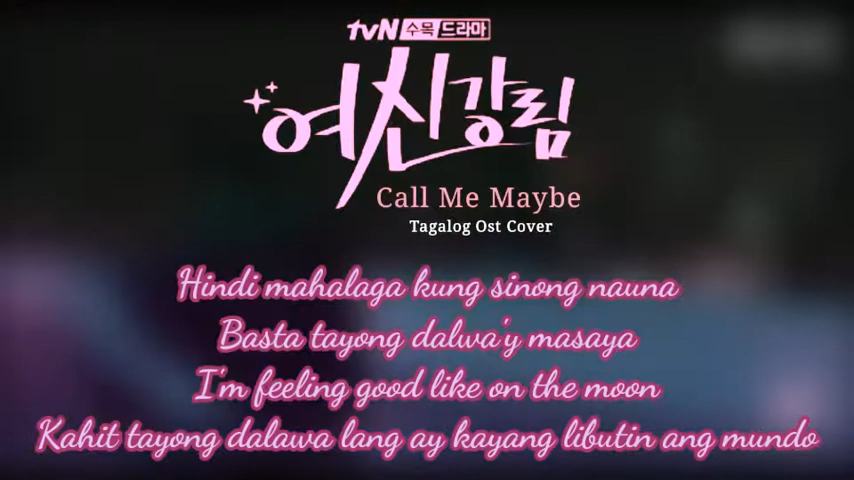 tvN 수목 드라마
여신강림
Call Me Maybe
Tagalog Ost Cover
Hindi mahalaga kung sinong nauna
Basta tayong dalwa'y masaya
I'm feeling good like on the moon
Kahit tayong dalawa lang ay kayang libutin ang mundo